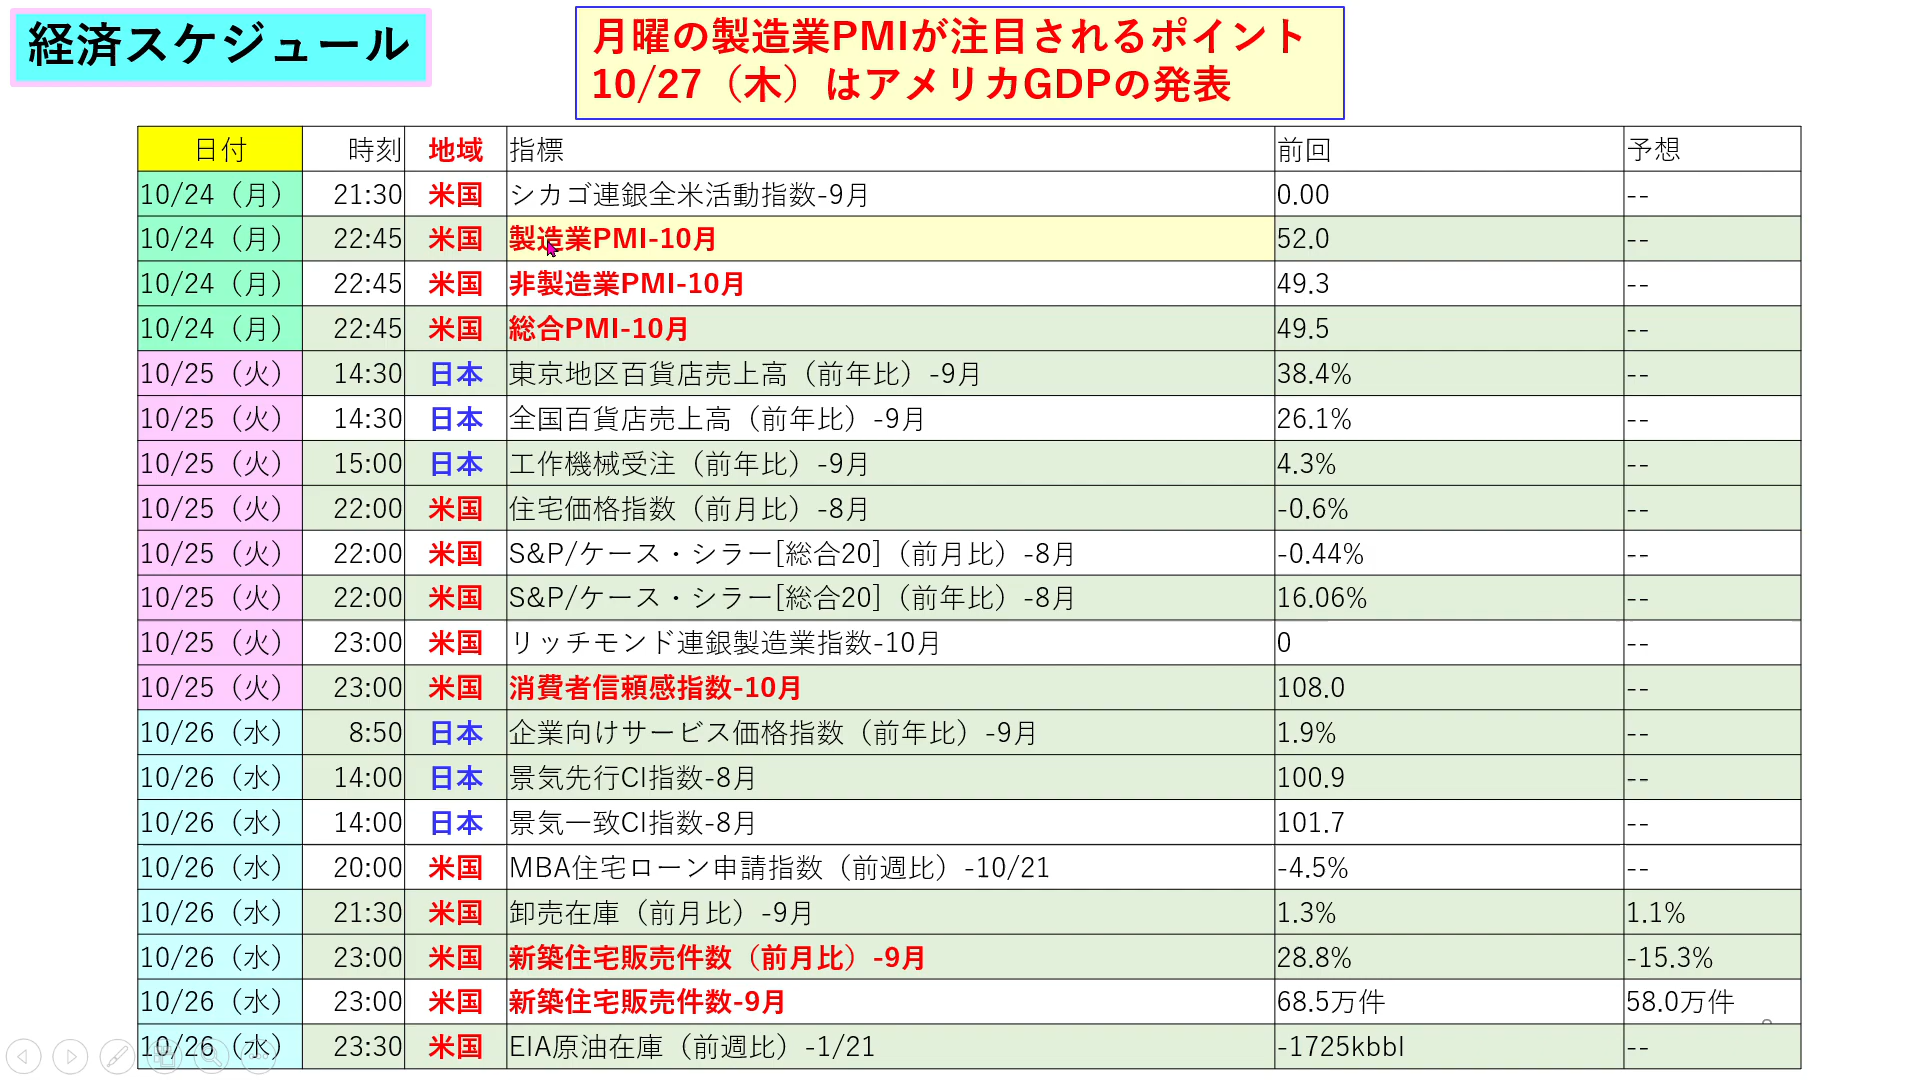 経済スケジュール
月曜の製造業PMIが注目されるポイント
10/27（木）はアメリカGDPの発表
日付 時刻 地域 指標 前回 予想
10/24（月） 21:30 米国 シカゴ連銀全米活動指数-9月 0.00 --
10/24（月） 22:45 米国 製造業PMI-10月 52.0 --
10/24（月） 22:45 米国 非製造業PMI-10月 49.3 --
10/24（月） 22:45 米国 総合PMI-10月 49.5 --
10/25（火） 14:30 日本 東京地区百貨店売上高（前年比）-9月 38.4% --
10/25（火） 14:30 日本 全国百貨店売上高（前年比）-9月 26.1% --
10/25（火） 15:00 日本 工作機械受注（前年比）-9月 4.3% --
10/25（火） 22:00 米国 住宅価格指数（前月比）-8月 -0.6% --
10/25（火） 22:00 米国 S&P/ケース・シラー[総合20]（前月比）-8月 -0.44% --
10/25（火） 22:00 米国 S&P/ケース・シラー[総合20]（前年比）-8月 16.06% --
10/25（火） 23:00 米国 リッチモンド連銀製造業指数-10月 0 --
10/25（火） 23:00 米国 消費者信頼感指数-10月 108.0 --
10/26（水） 8:50 日本 企業向けサービス価格指数（前年比）-9月 1.9% --
10/26（水） 14:00 日本 景気先行CI指数-8月 100.9 --
10/26（水） 14:00 日本 景気一致CI指数-8月 101.7 --
10/26（水） 20:00 米国 MBA住宅ローン申請指数（前週比）-10/21 -4.5% --
10/26（水） 21:30 米国 卸売在庫（前月比）-9月 1.3% 1.1%
10/26（水） 23:00 米国 新築住宅販売件数（前月比）-9月 28.8% -15.3%
10/26（水） 23:00 米国 新築住宅販売件数-9月 68.5万件 58.0万件
10/26（水） 23:30 米国 EIA原油在庫（前週比）-1/21 -1725kbbl --